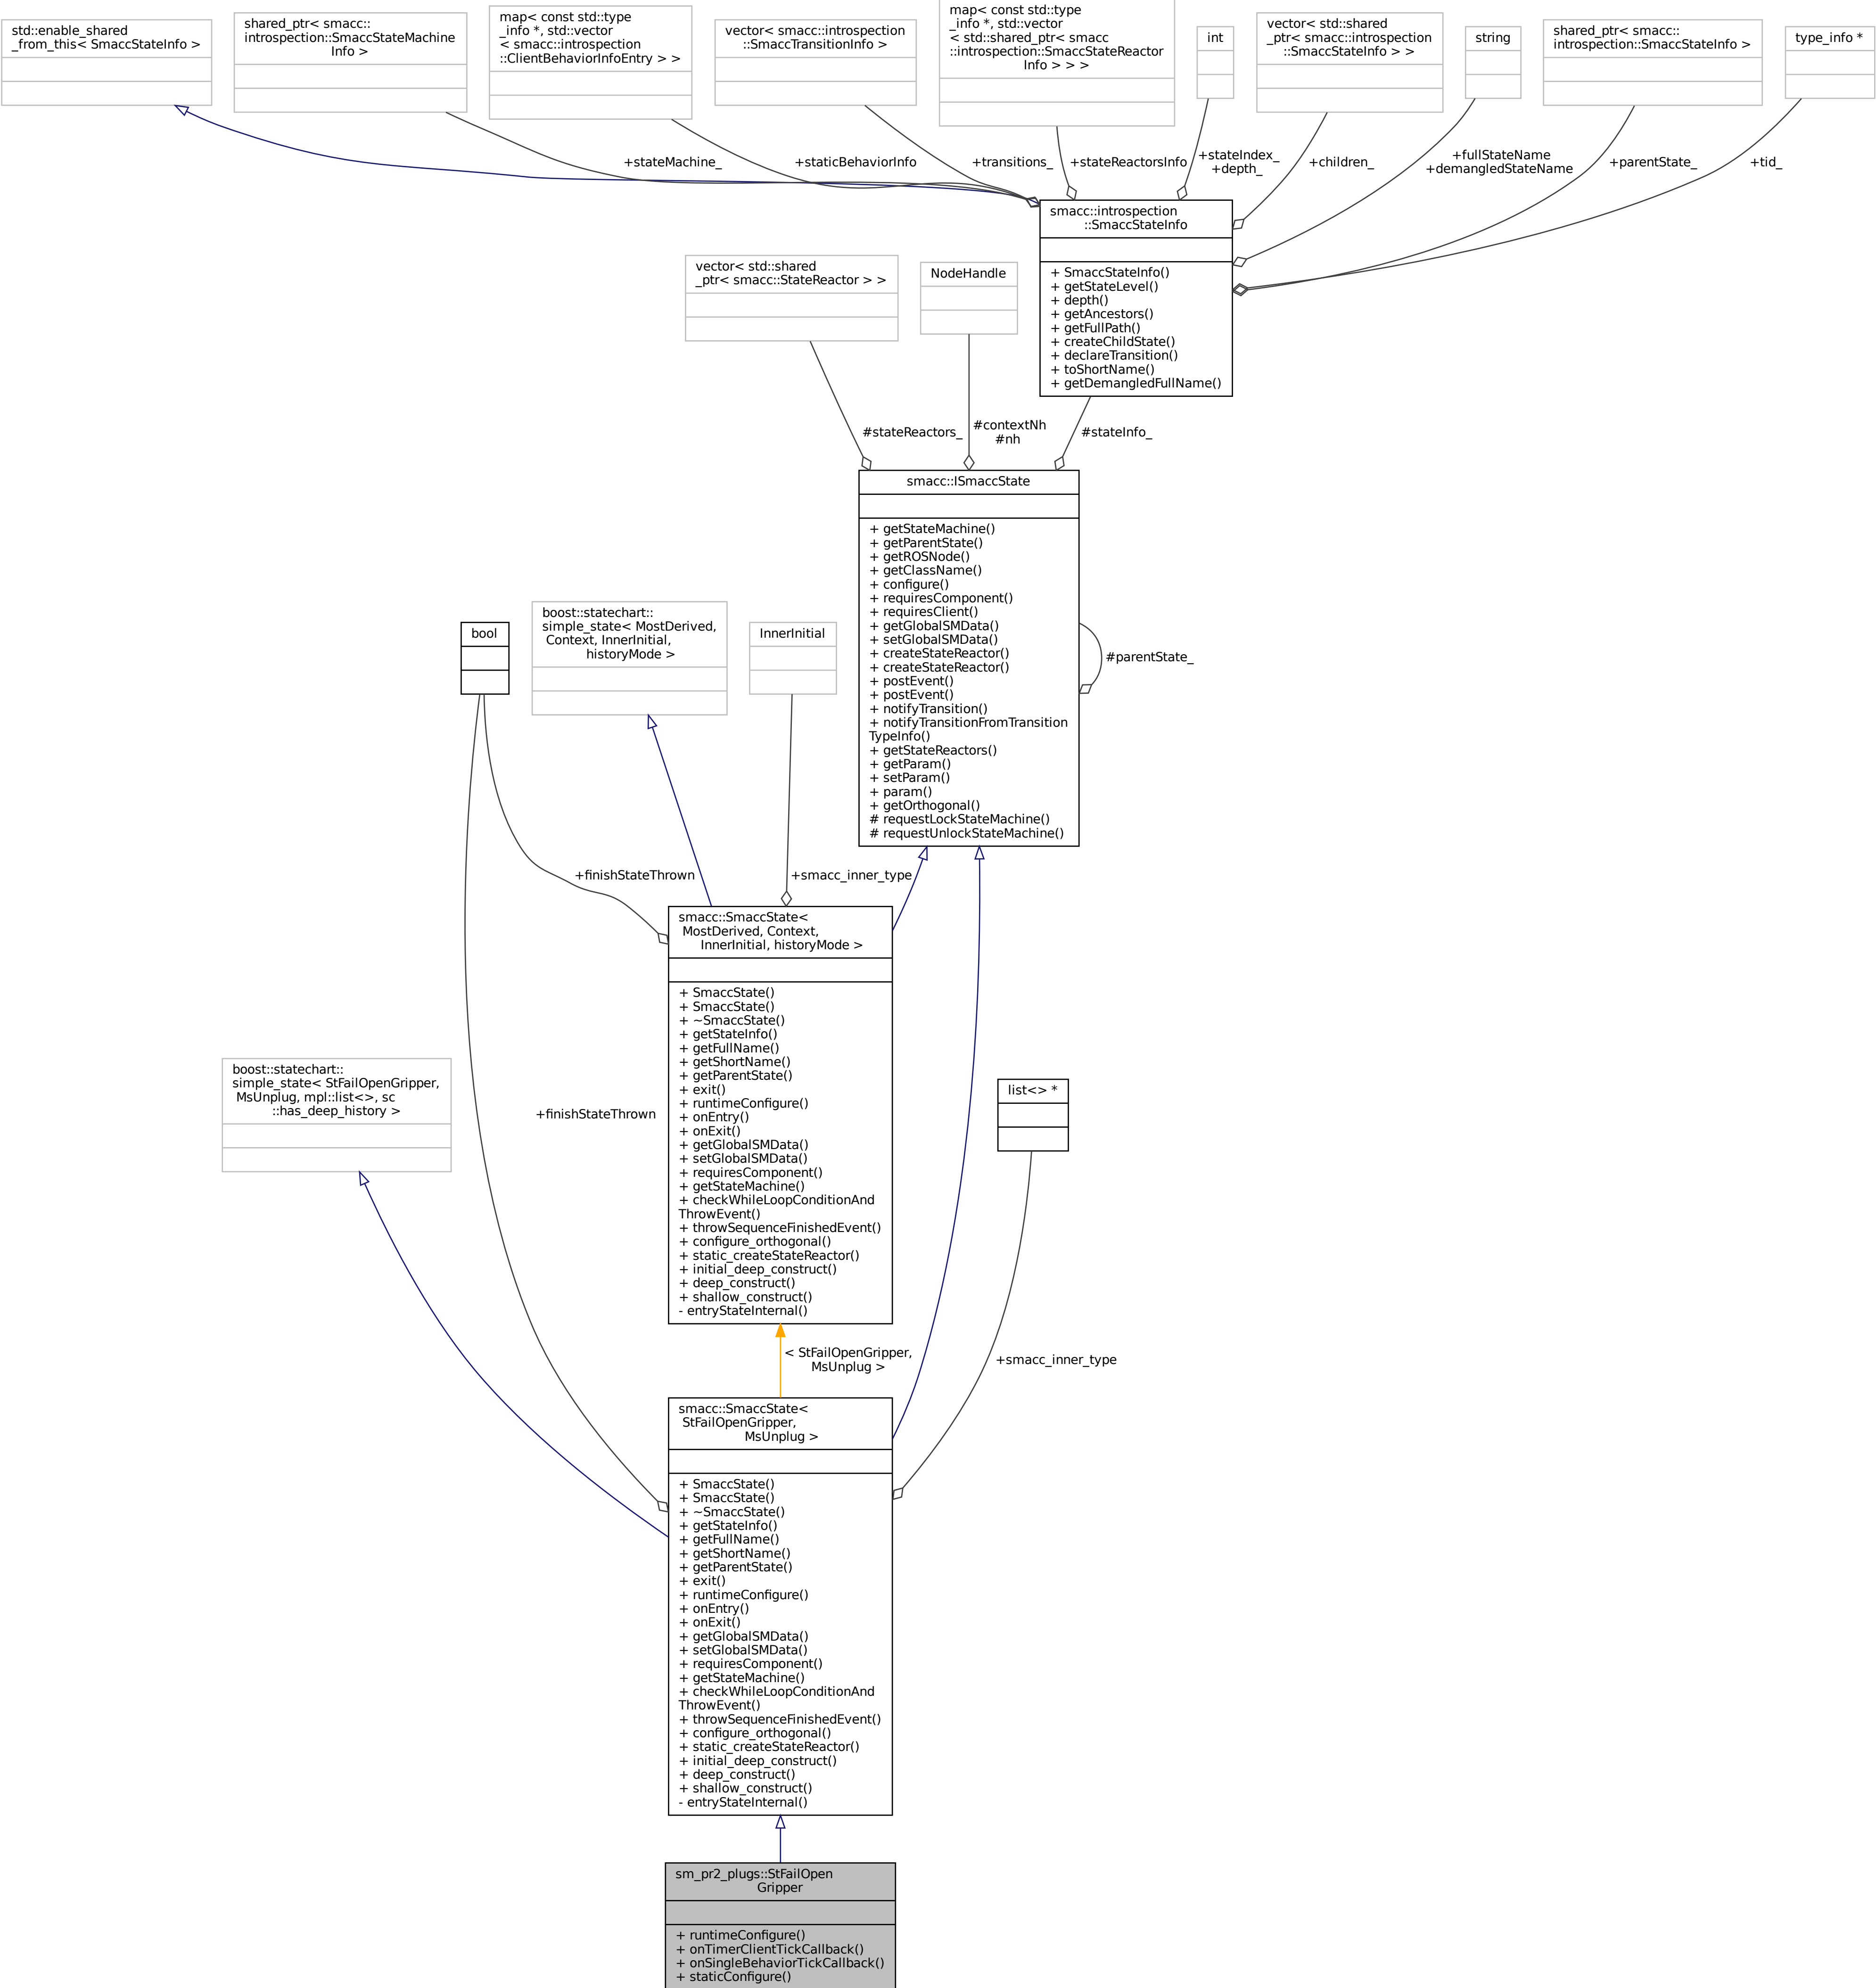 std::enable_shared
_from_this< SmaccStateInfo >
shared_ptr< smacc::
introspection::SmaccStateMachine
Info >
map< const std::type
_info *, std::vector
< smacc::introspection
::ClientBehaviorInfoEntry > >
vector< smacc::introspection
::SmaccTransitionInfo >
map< const std::type
_info *, std::vector
< std::shared_ptr< smacc
::introspection::SmaccStateReactor
Info > > >
int
vector< std::shared
_ptr< smacc::introspection
::SmaccStateInfo > >
string
shared_ptr< smacc::
introspection::SmaccStateInfo >
type_info *
+stateMachine_
+staticBehaviorInfo
+transitions_
+stateReactorsInfo
+stateIndex_
+depth_
+children_
+fullStateName
+demangledStateName
+parentState_
+tid_
smacc::introspection
::SmaccStateInfo
+ SmaccStateInfo()
+ getStateLevel()
+ depth()
+ getAncestors()
+ getFullPath()
+ createChildState()
+ declareTransition()
+ toShortName()
+ getDemangledFullName()
vector< std::shared
_ptr< smacc::StateReactor > >
NodeHandle
#stateReactors_
#contextNh
#nh
#stateInfo_
smacc::ISmaccState
+ getStateMachine()
+ getParentState()
+ getROSNode()
+ getClassName()
+ configure()
+ requiresComponent()
+ requiresClient()
+ getGlobalSMData()
+ setGlobalSMData()
+ createStateReactor()
+ createStateReactor()
+ postEvent()
+ postEvent()
+ notifyTransition()
+ notifyTransitionFromTransition
TypeInfo()
+ getStateReactors()
+ getParam()
+ setParam()
+ param()
+ getOrthogonal()
# requestLockStateMachine()
# requestUnlockStateMachine()
#parentState_
bool
boost::statechart::
simple_state< MostDerived,
Context, InnerInitial,
historyMode >
InnerInitial
+finishStateThrown
+smacc_inner_type
smacc::SmaccState<
MostDerived, Context,
InnerInitial, historyMode >
+ SmaccState()
+ SmaccState()
+ ~SmaccState()
+ getStateInfo()
+ getFullName()
+ getShortName()
+ getParentState()
+ exit()
+ runtimeConfigure()
+ onEntry()
+ onExit()
+ getGlobalSMData()
+ setGlobalSMData()
+ requiresComponent()
+ getStateMachine()
+ checkWhileLoopConditionAnd
ThrowEvent()
+ throwSequenceFinishedEvent()
+ configure_orthogonal()
+ static_createStateReactor()
+ initial_deep_construct()
+ deep_construct()
+ shallow_construct()
- entryStateInternal()
boost::statechart::
simple_state< StFailOpenGripper,
MsUnplug, mpl::list<>, sc
::has_deep_history >
+finishStateThrown
list<> *
< StFailOpenGripper,
MsUnplug >
+smacc_inner_type
smacc::SmaccState<
StFailOpenGripper,
MsUnplug >
+ SmaccState()
+ SmaccState()
+ ~SmaccState()
+ getStateInfo()
+ getFullName()
+ getShortName()
+ getParentState()
+ exit()
+ runtimeConfigure()
+ onEntry()
+ onExit()
+ getGlobalSMData()
+ setGlobalSMData()
+ requiresComponent()
+ getStateMachine()
+ checkWhileLoopConditionAnd
ThrowEvent()
+ throwSequenceFinishedEvent()
+ configure_orthogonal()
+ static_createStateReactor()
+ initial_deep_construct()
+ deep_construct()
+ shallow_construct()
- entryStateInternal()
sm_pr2_plugs::StFailOpen
Gripper
+ runtimeConfigure()
+ onTimerClientTickCallback()
+ onSingleBehaviorTickCallback()
+ staticConfigure()